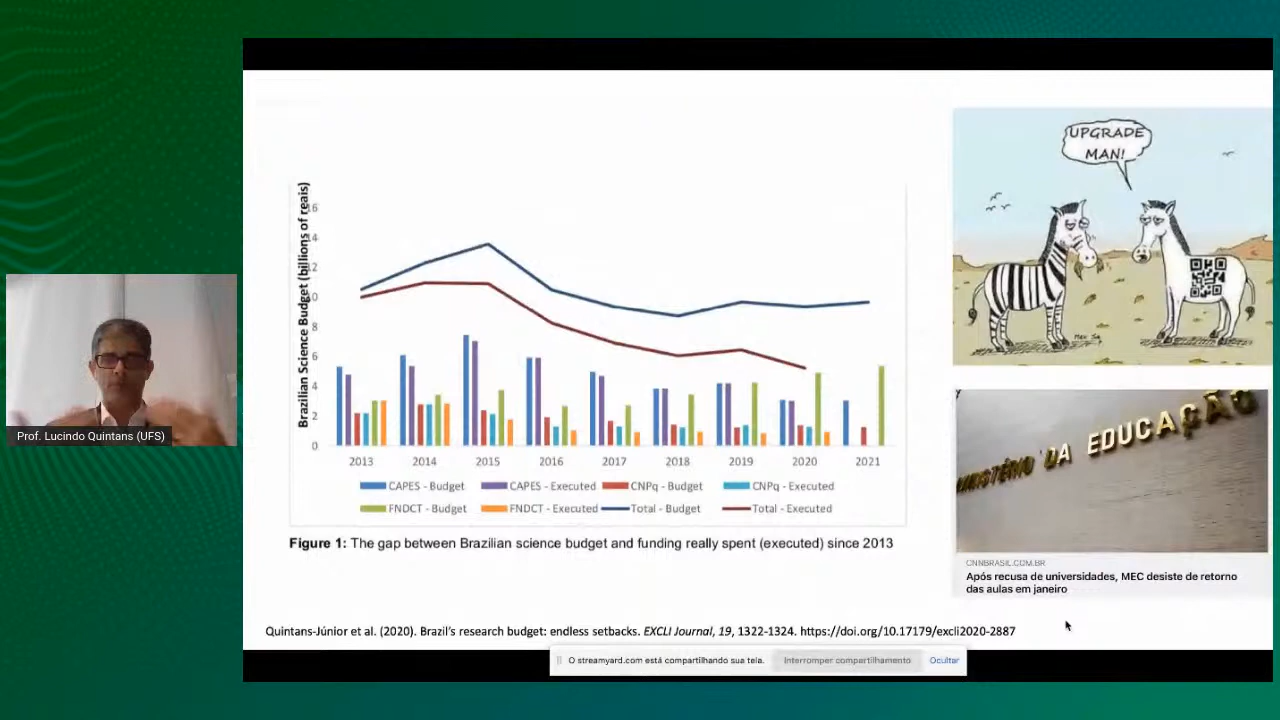 Prof. Lucindo Quintans (UFS)
Brazilian Science Budget (billions of reais)
16
14
12
10
8
6
4
2
0
2013 2014 2015 2016 2017 2018 2019 2020 2021
CAPES - Budget CAPES - Executed CNPq - Budget CNPq - Executed
FNDCT - Budget FNDCT - Executed Total - Budget Total - Executed
Figure 1: The gap between Brazilian science budget and funding really spent (executed) since 2013
UPGRADE
MAN!
DA EDUCAÇÃO
CNNBRASIL.COM.BR
Após recusa de universidades, MEC desiste de retorno
das aulas em janeiro
Quintans-Júnior et al. (2020). Brazil's research budget: endless setbacks. EXCLI Journal, 19, 1322-1324. https://doi.org/10.17179/excli2020-2887
O streamyard.com está compartilhando sua tela. Interromper compartilhamento Ocultar